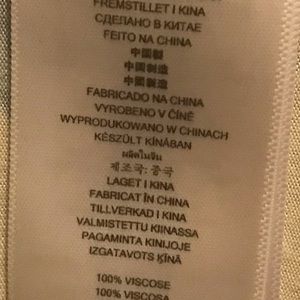 FREMSTILLET I KINA
СДЕЛАНО В КИТАЕ
FEITO NA CHINA
中國製
中國制造
中国制造
FABRICADO NA CHINA
VYROBENO V ČÍNĚ
WYPRODUKOWANO W CHINACH
KÉSZÜLT KÍNÁBAN
ผลิตในจีน
제조국: 중국
LAGET I KINA
FABRICAT ÎN CHINA
TILLVERKAD I KINA
VALMISTETTU KIINASSA
PAGAMINTA KINIJOJE
IZGATAVOTS ĶĪNĀ
100% VISCOSE
100% VISCOSA